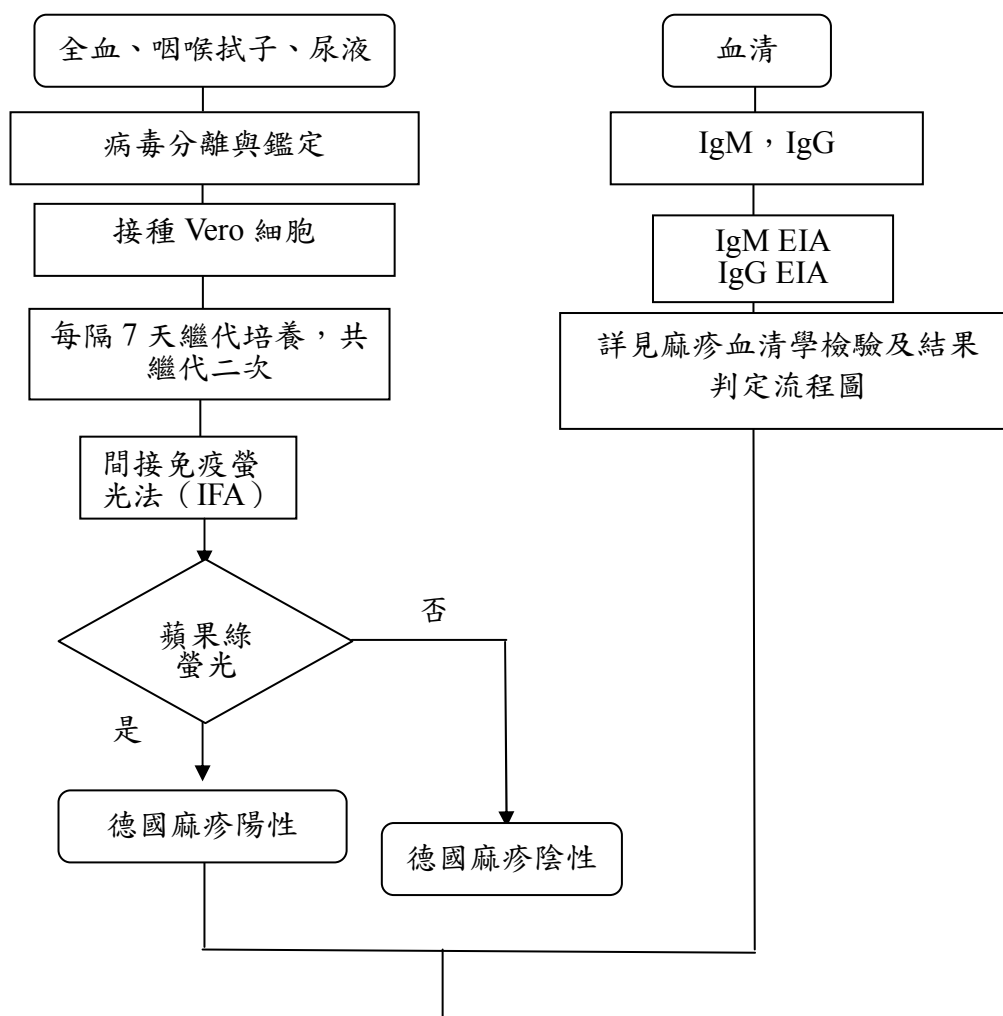 全血、咽喉拭子、尿液
病毒分離與鑑定
接種 Vero 細胞
每隔 7 天繼代培養，共
繼代二次
間接免疫螢
光法（IFA）
蘋果綠
螢光
否
是
德國麻疹陽性
德國麻疹陰性
血清
IgM，IgG
IgM EIA
IgG EIA
詳見麻疹血清學檢驗及結果
判定流程圖